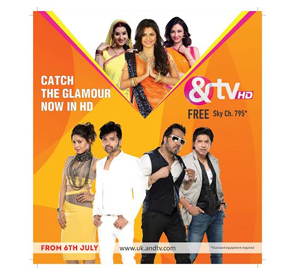 CATCH
THE GLAMOUR
NOW IN HD
&tv HD
FREE Sky Ch. 795*
FROM 6TH JULY
www.uk.andtv.com
*Standard equipment required